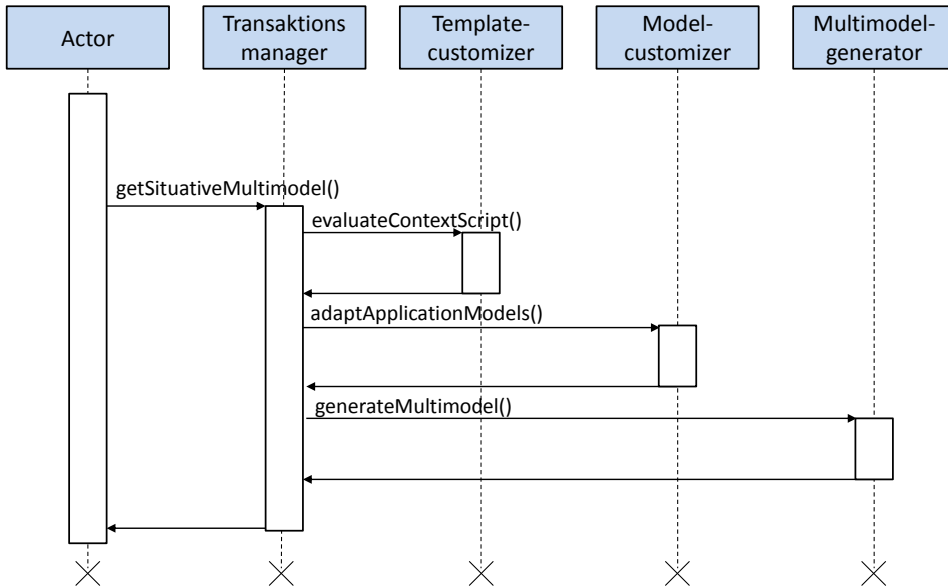 Actor
Transaktions
manager
Template-
customizer
Model-
customizer
Multimodel-
generator
getSituativeMultimodel()
evaluateContextScript()
adaptApplicationModels()
generateMultimodel()